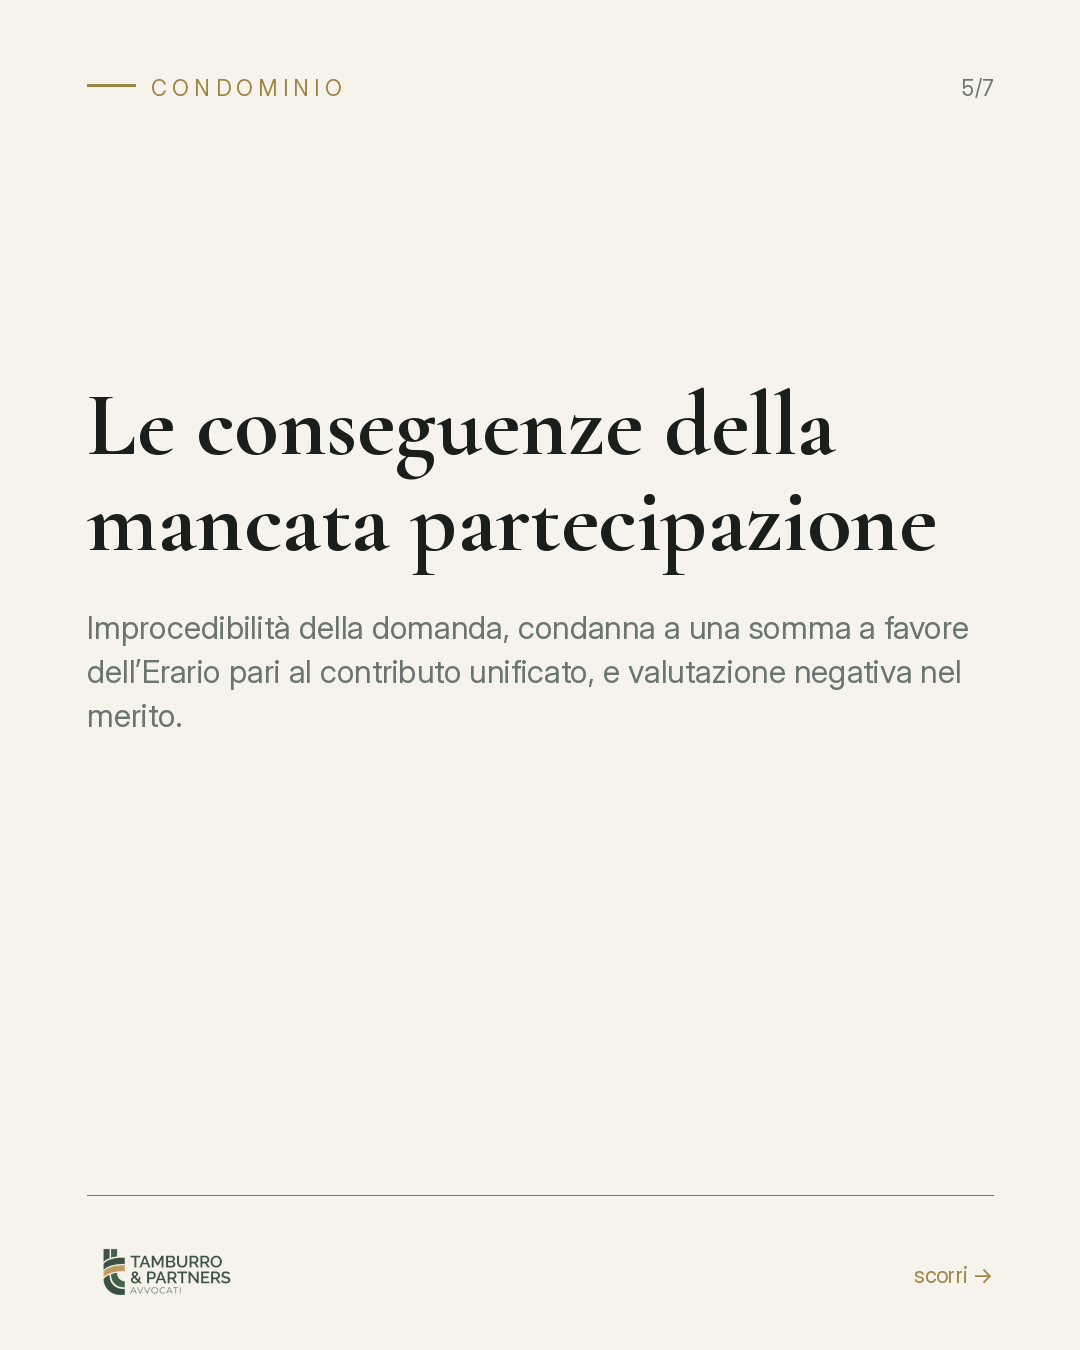 CONDOMINIO
5/7
Le conseguenze della
mancata partecipazione
Improcedibilità della domanda, condanna a una somma a favore
dell’Erario pari al contributo unificato, e valutazione negativa nel
merito.
TAMBURRO
& PARTNERS
AVVOCATI
scorri →